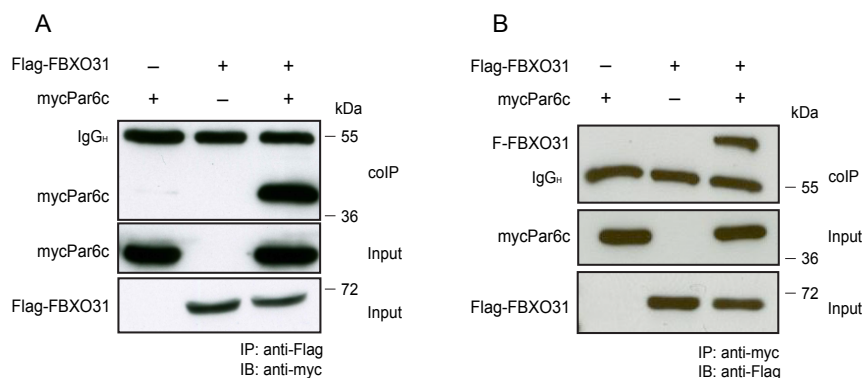 A
Flag-FBXO31 – + +
mycPar6c + – +
kDa
IgGH – 55
coIP
mycPar6c
– 36
mycPar6c Input
– 72
Flag-FBXO31 Input
IP: anti-Flag
IB: anti-myc
B
Flag-FBXO31 – + +
mycPar6c + – +
kDa
F-FBXO31
IgGH – 55 coIP
mycPar6c Input
– 36
– 72
Flag-FBXO31 Input
IP: anti-myc
IB: anti-Flag